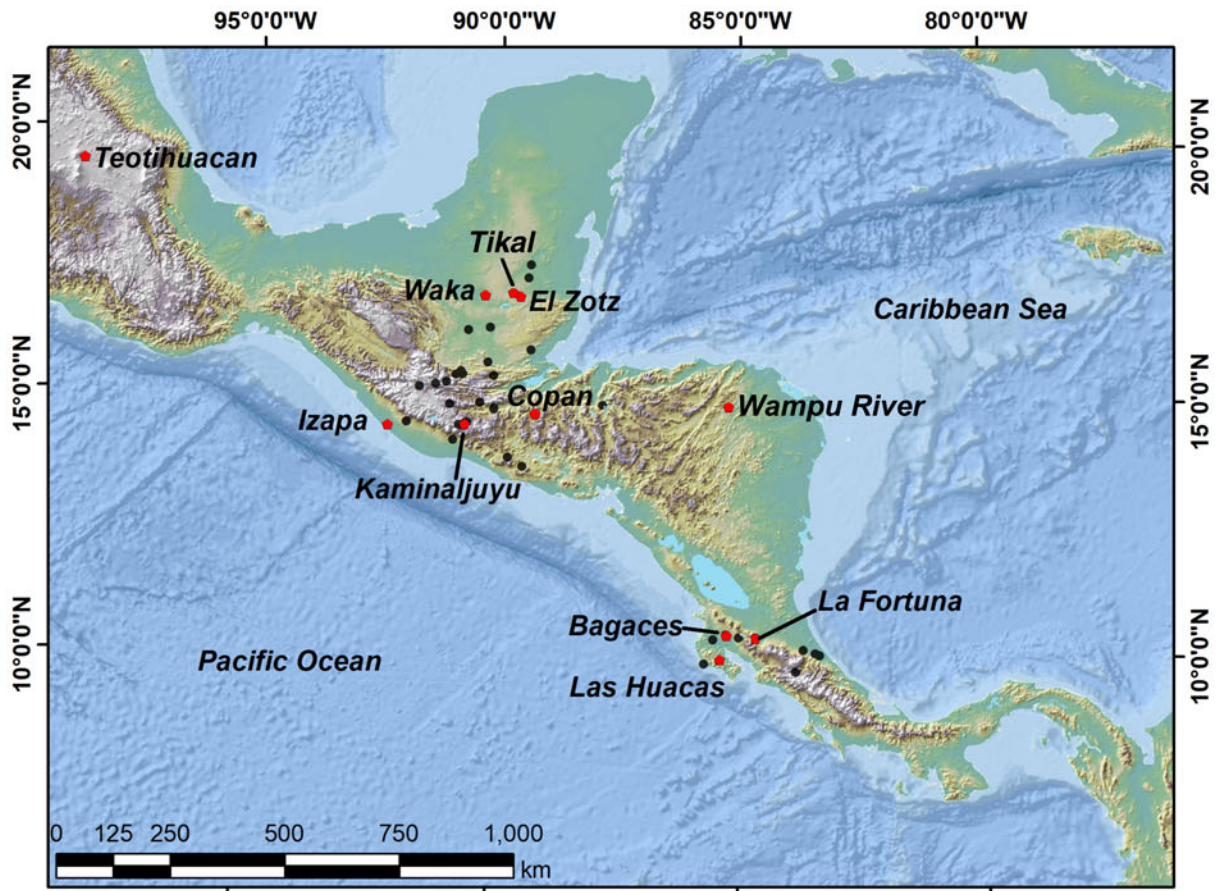 95°0'0"W 90°0'0"W 85°0'0"W 80°0'0"W
20°0'0"N
20°0'0"N
Teotihuacan
Tikal
Waka
El Zotz
Caribbean Sea
15°0'0"N
15°0'0"N
Copan
Wampu River
Izapa
Kaminaljuyu
La Fortuna
Bagaces
10°0'0"N
10°0'0"N
Pacific Ocean
Las Huacas
0 125 250 500 750 1,000
km